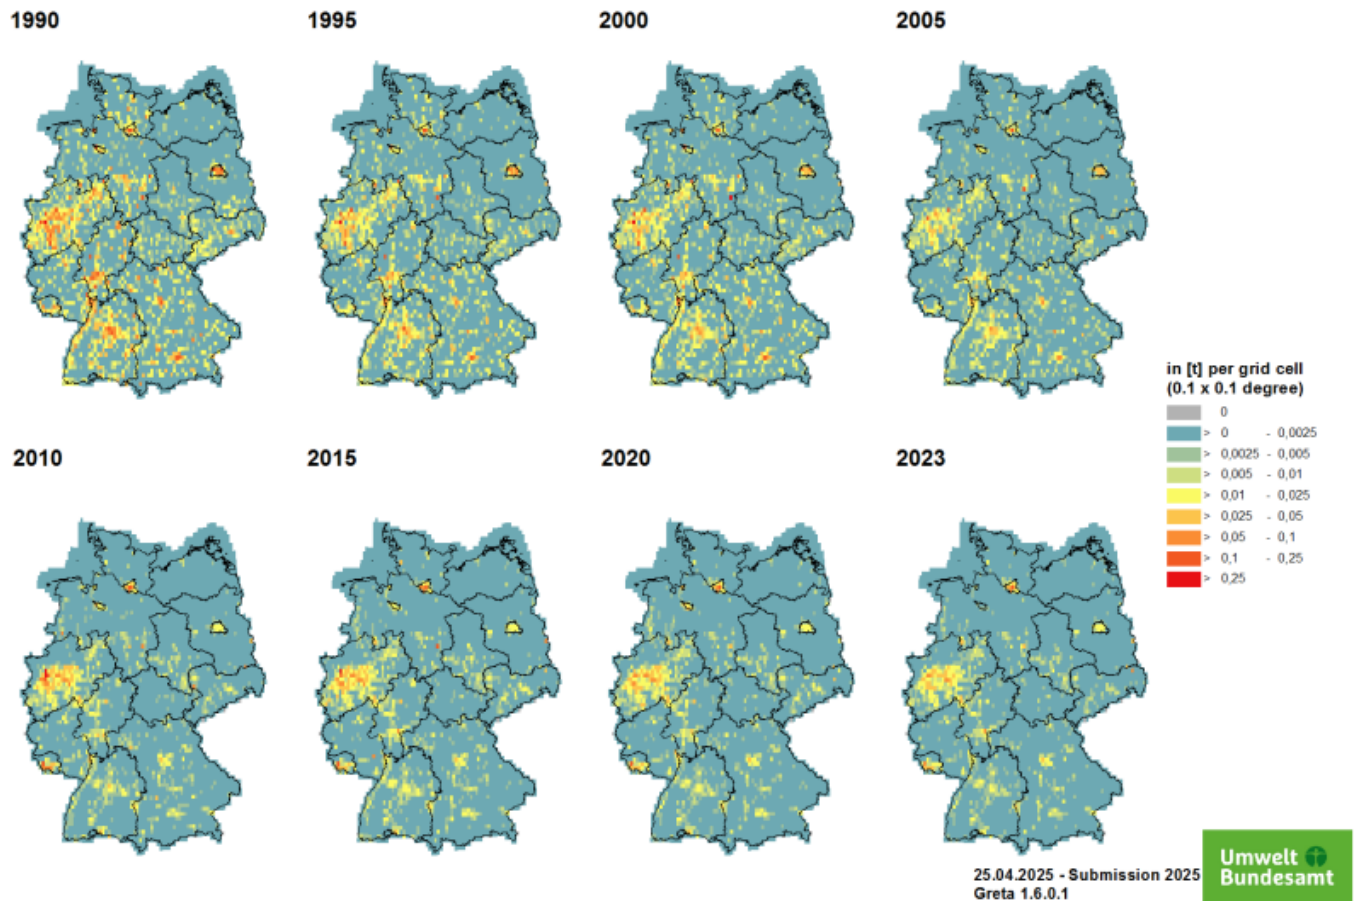 1990
1995
2000
2005
in [t] per grid cell
(0.1 x 0.1 degree)
0
> 0 - 0,0025
> 0,0025 - 0,005
> 0,005 - 0,01
> 0,01 - 0,025
> 0,025 - 0,05
> 0,05 - 0,1
> 0,1 - 0,25
> 0,25
2010
2015
2020
2023
25.04.2025 - Submission 2025
Greta 1.6.0.1
Umwelt
Bundesamt